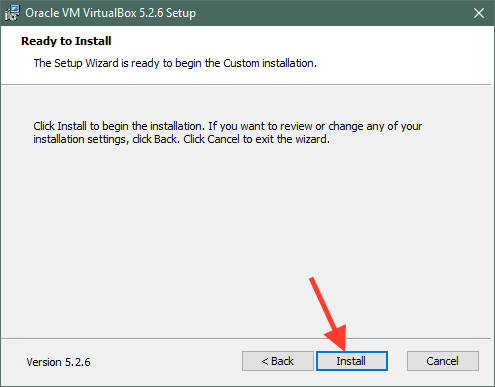 Oracle VM VirtualBox 5.2.6 Setup
Ready to Install
The Setup Wizard is ready to begin the Custom installation.
Click Install to begin the installation. If you want to review or change any of your
installation settings, click Back. Click Cancel to exit the wizard.
Version 5.2.6
< Back
Install
Cancel